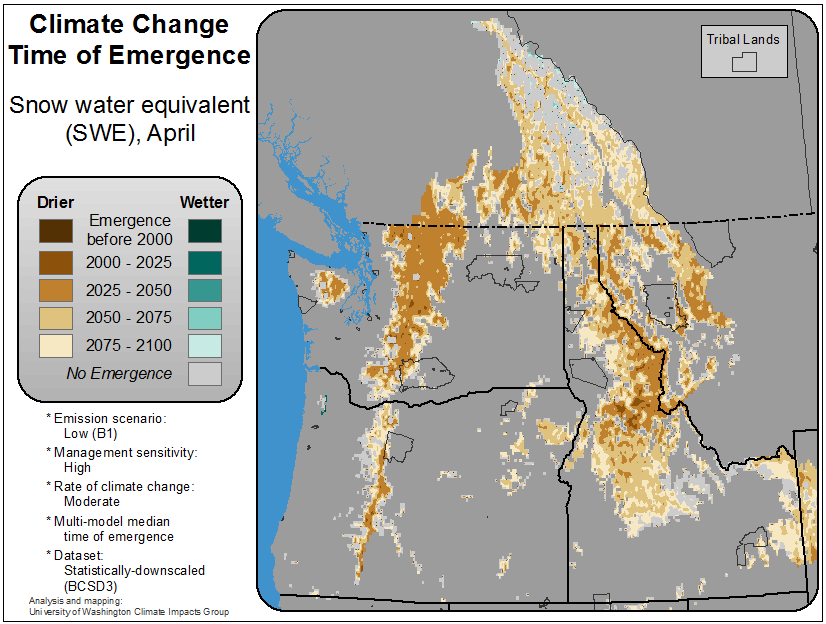 Climate Change
Time of Emergence
Snow water equivalent
(SWE), April
Drier
Wetter
Emergence
before 2000
2000 - 2025
2025 - 2050
2050 - 2075
2075 - 2100
No Emergence
* Emission scenario:
Low (B1)
* Management sensitivity:
High
* Rate of climate change:
Moderate
* Multi-model median
time of emergence
* Dataset:
Statistically-downscaled
(BCSD3)
Analysis and mapping:
University of Washington Climate Impacts Group
Tribal Lands